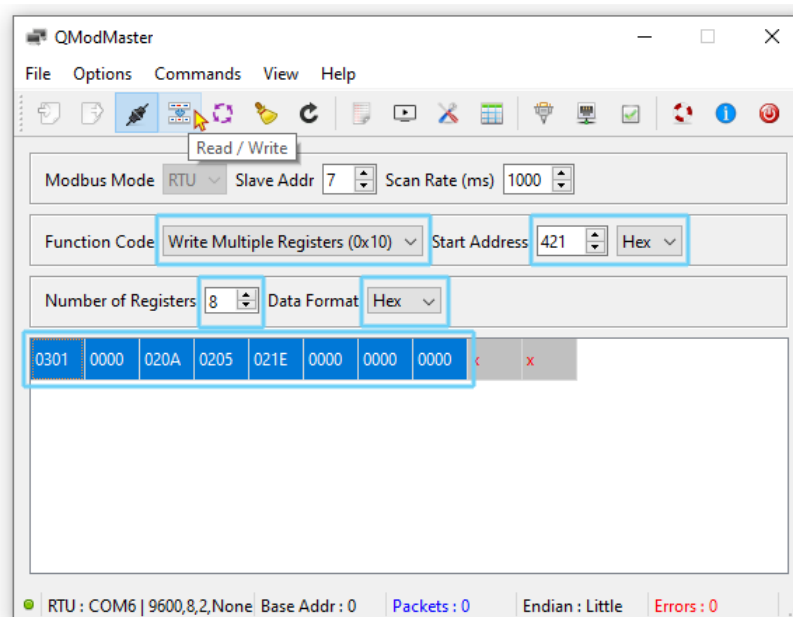 QModMaster
File Options Commands View Help
Read / Write
Modbus Mode RTU Slave Addr 7 Scan Rate (ms) 1000
Function Code Write Multiple Registers (0x10) Start Address 421 Hex
Number of Registers 8 Data Format Hex
0301 0000 020A 0205 021E 0000 0000 0000 x x
RTU : COM6 | 9600,8,2,None Base Addr : 0 Packets : 0 Endian : Little Errors : 0